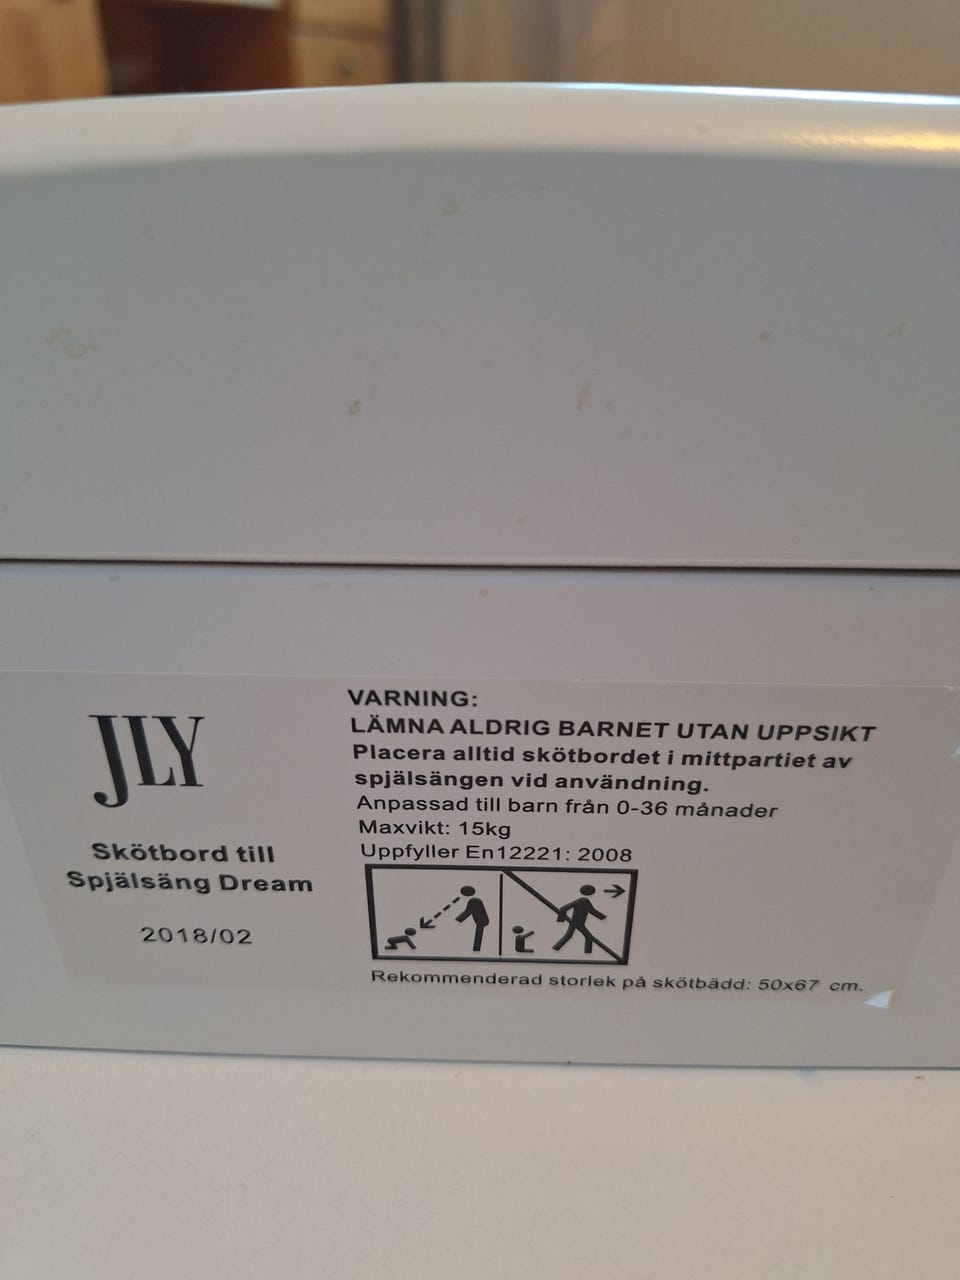 JLY
Skötbord till
Spjälsäng Dream
2018/02
VARNING:
LÄMNA ALDRIG BARNET UTAN UPPSIKT
Placera alltid skötbordet i mittpartiet av
spjälsängen vid användning.
Anpassad till barn från 0-36 månader
Maxvikt: 15kg
Uppfyller En12221: 2008
Rekommenderad storlek på skötbädd: 50x67 cm.